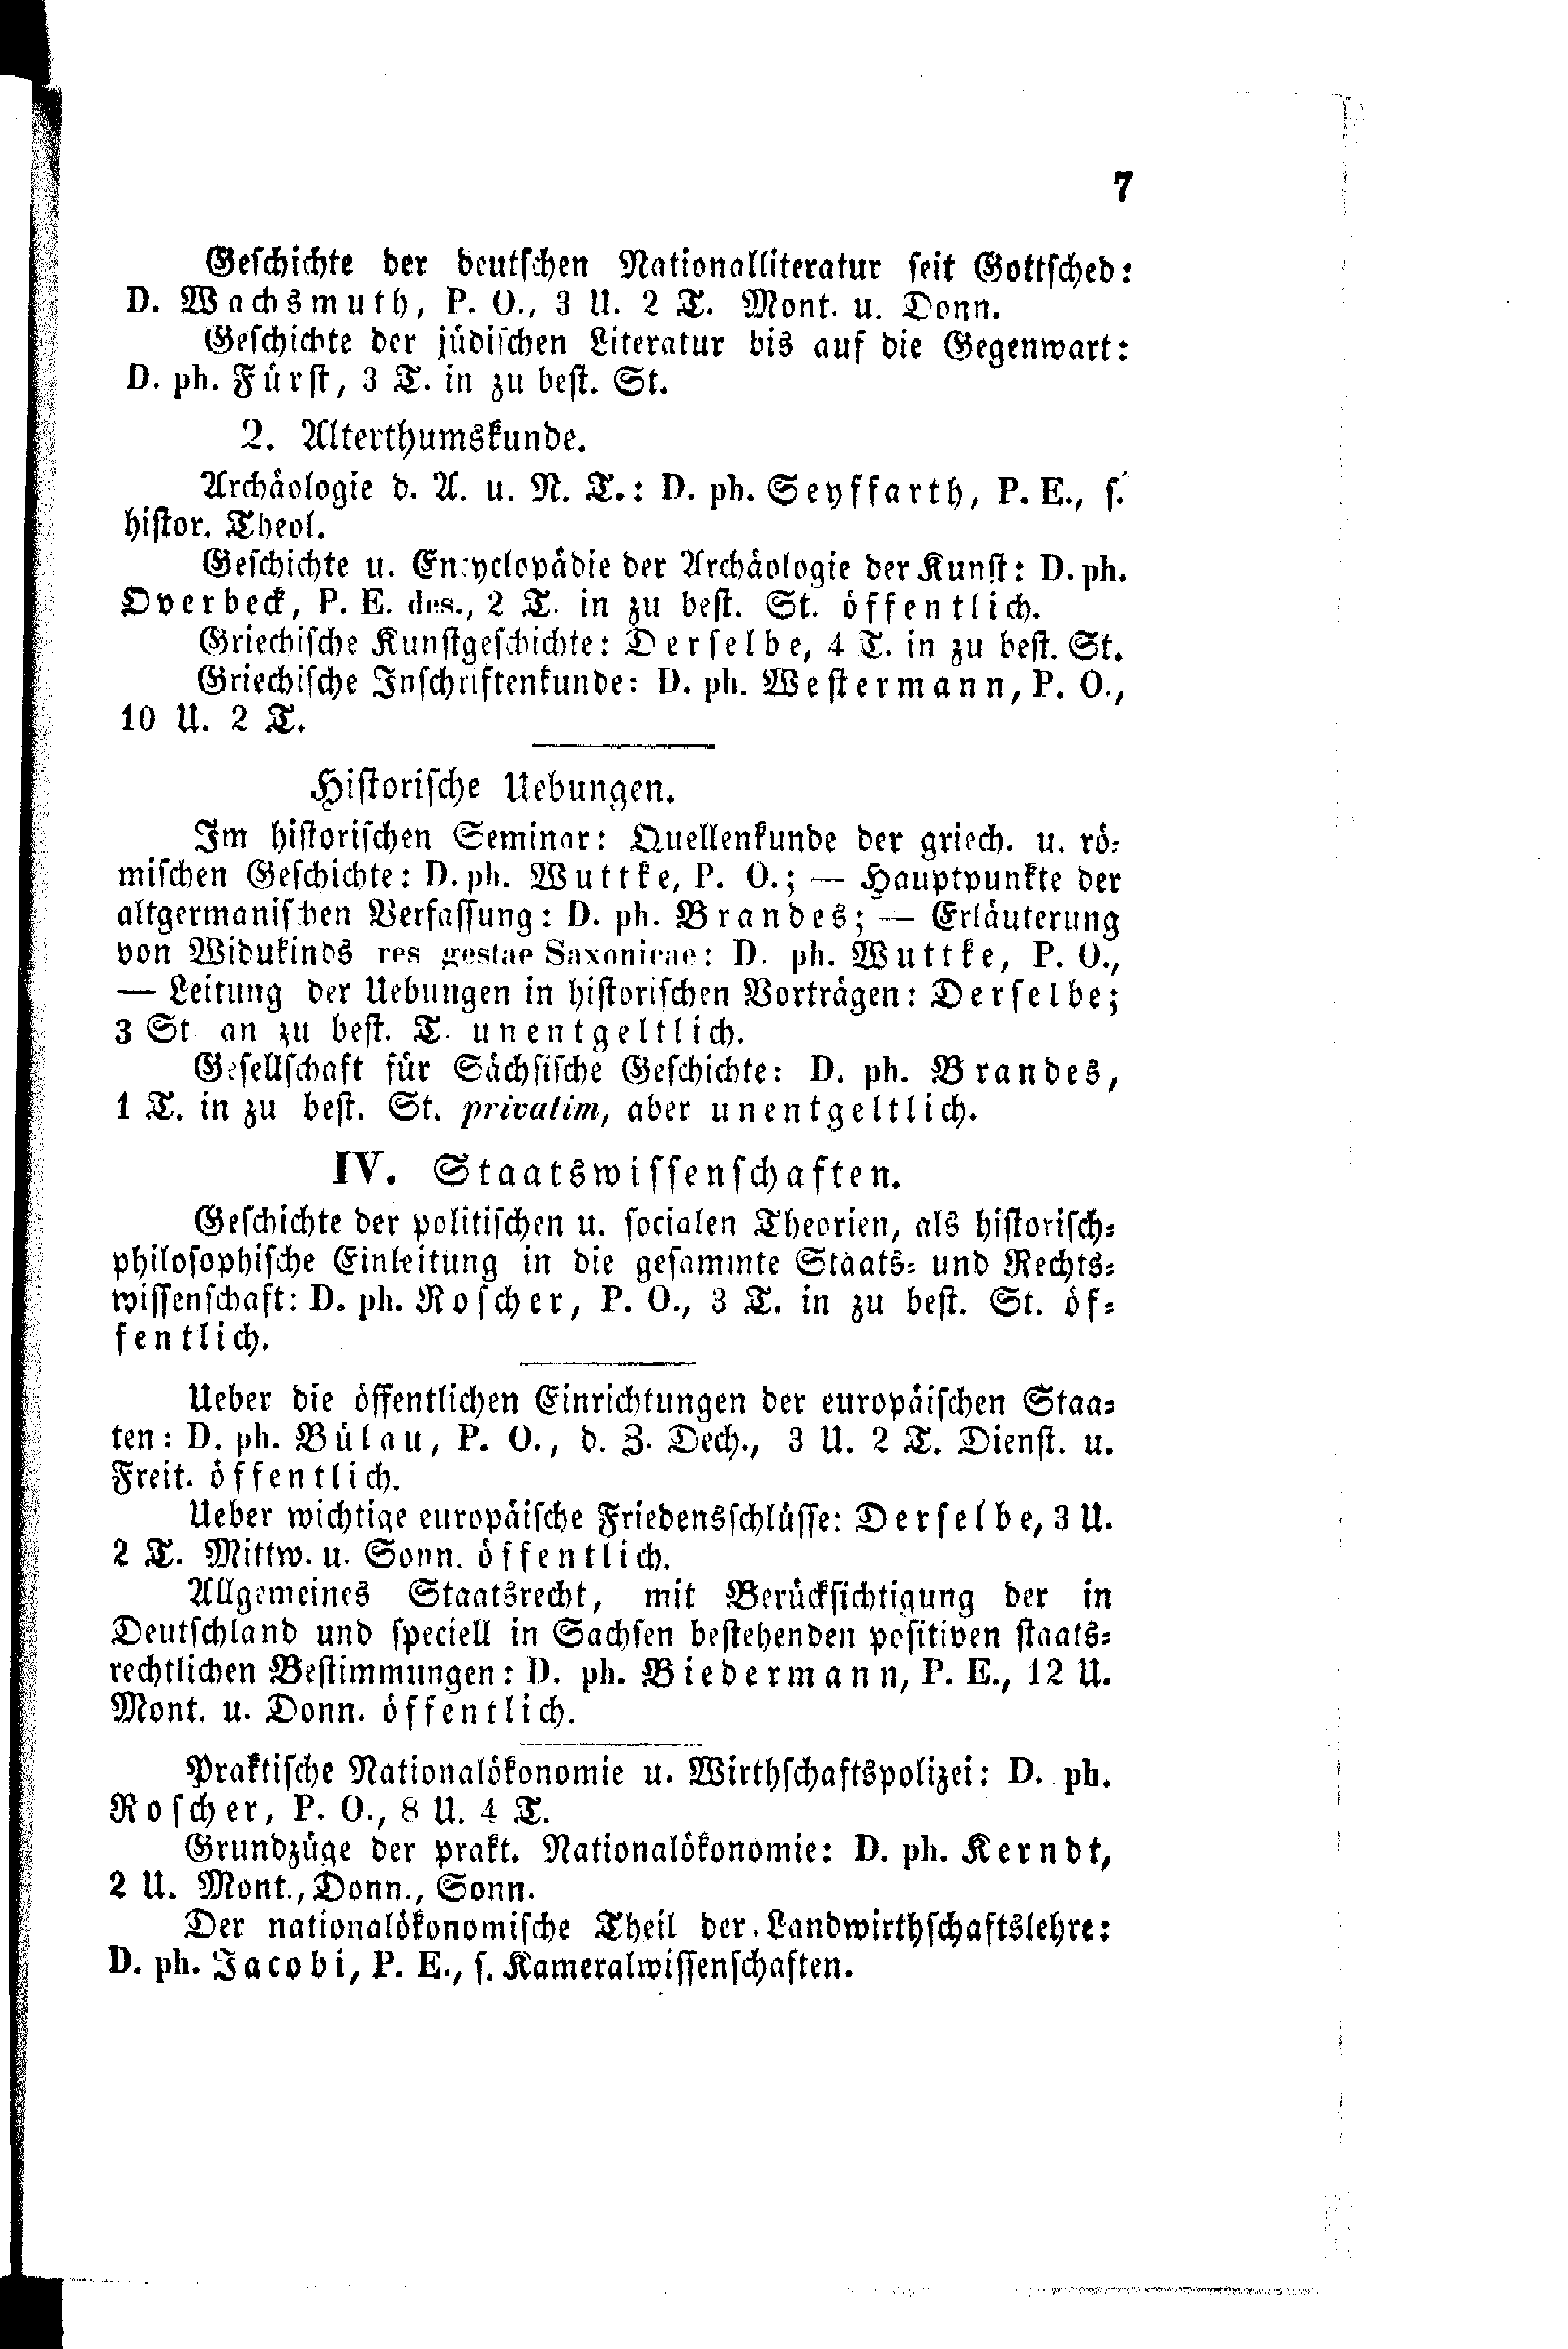 7
Geschichte der deutschen Nationalliteratur seit Gottsched:
D. Wachsmuth, P. O., 3 U. 2 T. Mont. u. Donn.
Geschichte der jüdischen Literatur bis auf die Gegenwart:
D. ph. Fürst, 3 T. in zu best. St.
2. Alterthumskunde.
Archäologie d. A. u. N. T.: D. ph. Seyffarth, P. E., s.
histor. Theol.
Geschichte u. Encyclopädie der Archäologie der Kunst: D. ph.
Overbeck, P. E. des., 2 T. in zu best. St. öffentlich.
Griechische Kunstgeschichte: Derselbe, 4 T. in zu best. St.
Griechische Inschriftenkunde: D. ph. Westermann, P. O.,
10 U. 2 T.
Historische Uebungen.
Im historischen Seminar: Quellenkunde der griech. u. rö-
mischen Geschichte: D. ph. Wuttke, P. O.; — Hauptpunkte der
altgermanischen Verfassung: D. ph. Brandes; — Erläuterung
von Widukinds res gestae Saxonicae: D. ph. Wuttke, P. O.,
— Leitung der Uebungen in historischen Vorträgen: Derselbe;
3 St. an zu best. T. unentgeltlich.
Gesellschaft für Sächsische Geschichte: D. ph. Brandes,
1 T. in zu best. St. privatim, aber unentgeltlich.
IV. Staatswissenschaften.
Geschichte der politischen u. socialen Theorien, als historisch-
philosophische Einleitung in die gesammte Staats- und Rechts-
wissenschaft: D. ph. Roscher, P. O., 3 T. in zu best. St. öf-
fentlich.
Ueber die öffentlichen Einrichtungen der europäischen Staa-
ten: D. ph. Bülau, P. O., d. Z. Dech., 3 U. 2 T. Dienst. u.
Freit. öffentlich.
Ueber wichtige europäische Friedensschlüsse: Derselbe, 3 U.
2 T. Mittw. u. Sonn. öffentlich.
Allgemeines Staatsrecht, mit Berücksichtigung der in
Deutschland und speciell in Sachsen bestehenden positiven staats-
rechtlichen Bestimmungen: D. ph. Biedermann, P. E., 12 U.
Mont. u. Donn. öffentlich.
Praktische Nationalökonomie u. Wirthschaftspolizei: D. ph.
Roscher, P. O., 8 U. 4 T.
Grundzüge der prakt. Nationalökonomie: D. ph. Kerndt,
2 U. Mont., Donn., Sonn.
Der nationalökonomische Theil der Landwirthschaftslehre:
D. ph. Jacobi, P. E., s. Kameralwissenschaften.